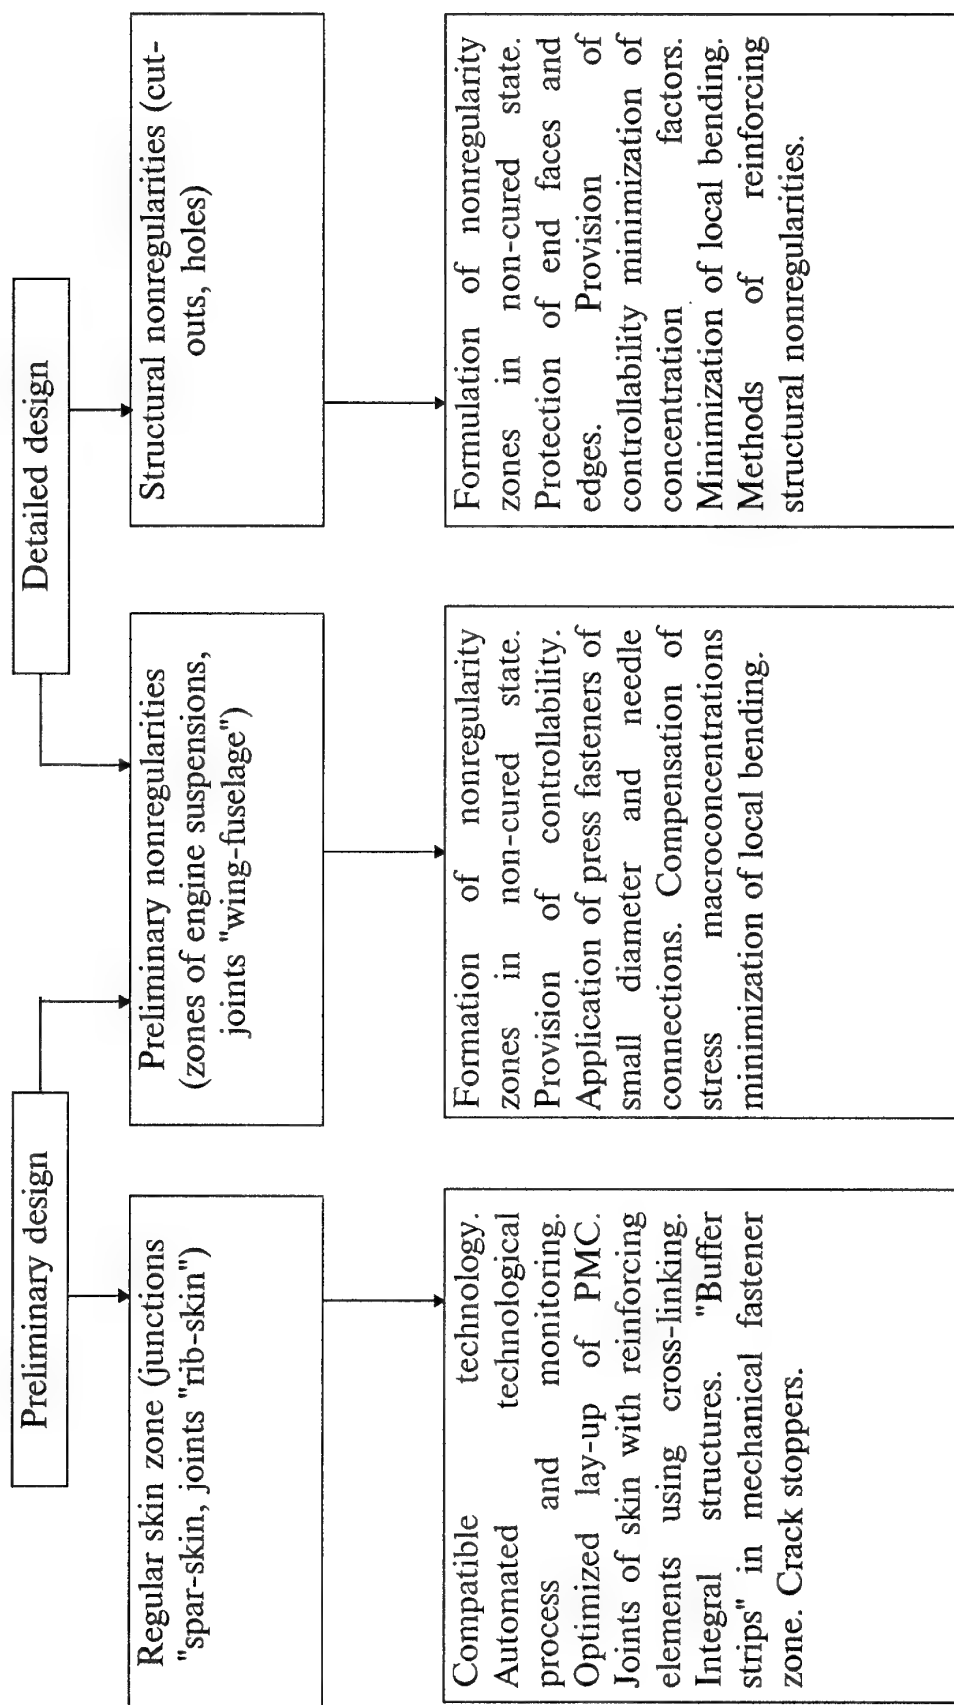 Preliminary design
Detailed design
Regular skin zone (junctions
"spar-skin, joints "rib-skin")
Preliminary nonregularities
(zones of engine suspensions,
joints "wing-fuselage")
Structural nonregularities (cut-
outs, holes)
Compatible technology.
Automated technological
process and monitoring.
Optimized lay-up of PMC.
Joints of skin with reinforcing
elements using cross-linking.
Integral structures. "Buffer
strips" in mechanical fastener
zone. Crack stoppers.
Formation of nonregularity
zones in non-cured state.
Provision of controllability.
Application of press fasteners of
small diameter and needle
connections. Compensation of
stress macroconcentrations
minimization of local bending.
Formulation of nonregularity
zones in non-cured state.
Protection of end faces and
edges. Provision of
controllability minimization of
concentration factors.
Minimization of local bending.
Methods of reinforcing
structural nonregularities.